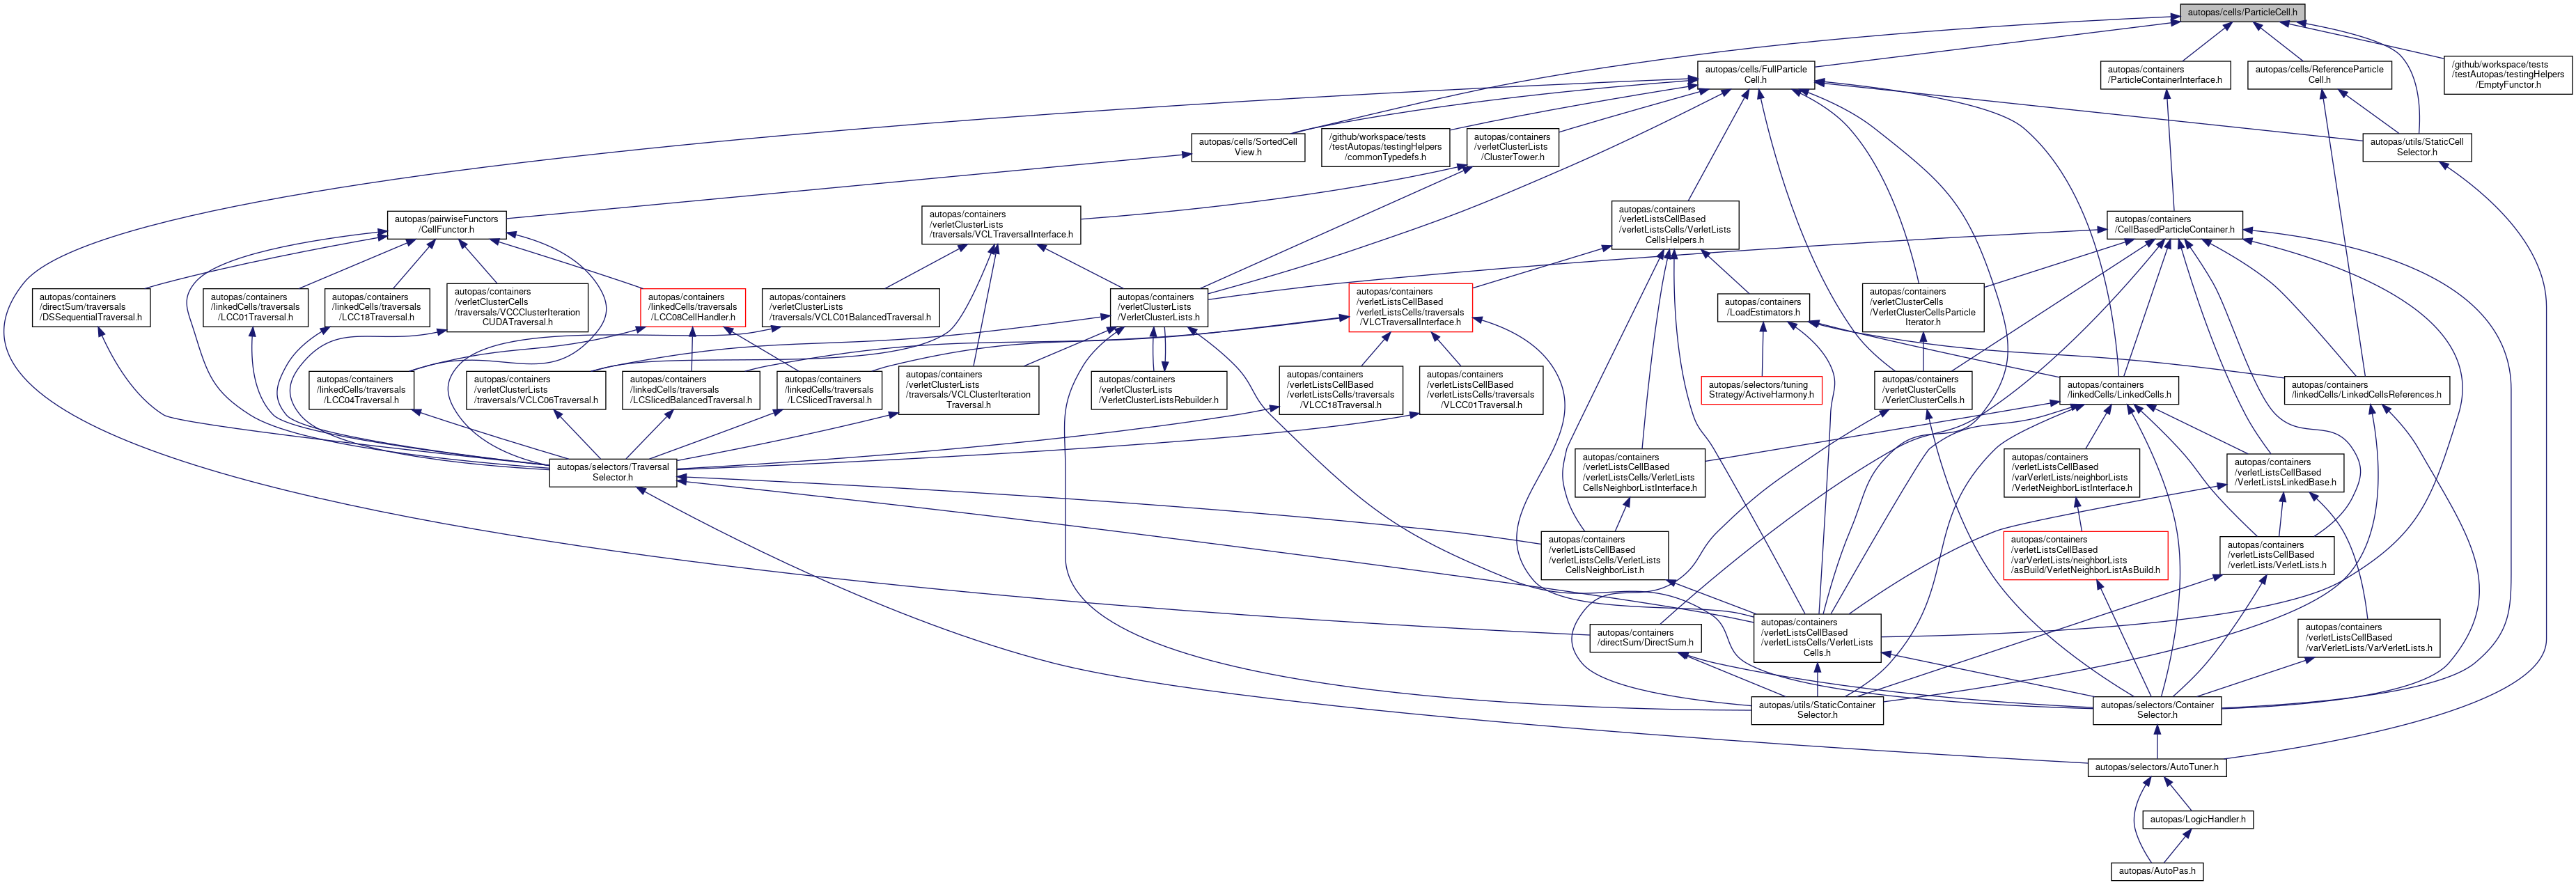 autopas/cells/ParticleCell.h
autopas/cells/FullParticle
Cell.h
autopas/containers
/ParticleContainerInterface.h
autopas/cells/ReferenceParticle
Cell.h
/github/workspace/tests
/testAutopas/testingHelpers
/EmptyFunctor.h
autopas/cells/SortedCell
View.h
/github/workspace/tests
/testAutopas/testingHelpers
/commonTypedefs.h
autopas/containers
/verletClusterLists
/ClusterTower.h
autopas/utils/StaticCell
Selector.h
autopas/pairwiseFunctors
/CellFunctor.h
autopas/containers
/verletClusterLists
/traversals/VCLTraversalInterface.h
autopas/containers
/verletListsCellBased
/verletListsCells/VerletLists
CellsHelpers.h
autopas/containers
/CellBasedParticleContainer.h
autopas/containers
/directSum/traversals
/DSSequentialTraversal.h
autopas/containers
/linkedCells/traversals
/LCC01Traversal.h
autopas/containers
/linkedCells/traversals
/LCC18Traversal.h
autopas/containers
/verletClusterCells
/traversals/VCCClusterIteration
CUDATraversal.h
autopas/containers
/linkedCells/traversals
/LCC08CellHandler.h
autopas/containers
/verletClusterLists
/traversals/VCLC01BalancedTraversal.h
autopas/containers
/verletClusterLists
/VerletClusterLists.h
autopas/containers
/verletListsCellBased
/verletListsCells/traversals
/VLCTraversalInterface.h
autopas/containers
/LoadEstimators.h
autopas/containers
/verletClusterCells
/VerletClusterCellsParticle
Iterator.h
autopas/containers
/linkedCells/traversals
/LCC04Traversal.h
autopas/containers
/verletClusterLists
/traversals/VCLC06Traversal.h
autopas/containers
/linkedCells/traversals
/LCSlicedBalancedTraversal.h
autopas/containers
/linkedCells/traversals
/LCSlicedTraversal.h
autopas/containers
/verletClusterLists
/traversals/VCLClusterIteration
Traversal.h
autopas/containers
/verletClusterLists
/VerletClusterListsRebuilder.h
autopas/containers
/verletListsCellBased
/verletListsCells/traversals
/VLCC18Traversal.h
autopas/containers
/verletListsCellBased
/verletListsCells/traversals
/VLCC01Traversal.h
autopas/selectors/tuning
Strategy/ActiveHarmony.h
autopas/containers
/verletClusterCells
/VerletClusterCells.h
autopas/containers
/linkedCells/LinkedCells.h
autopas/containers
/linkedCells/LinkedCellsReferences.h
autopas/selectors/Traversal
Selector.h
autopas/containers
/verletListsCellBased
/verletListsCells/VerletLists
CellsNeighborListInterface.h
autopas/containers
/verletListsCellBased
/varVerletLists/neighborLists
/VerletNeighborListInterface.h
autopas/containers
/verletListsCellBased
/VerletListsLinkedBase.h
autopas/containers
/verletListsCellBased
/verletListsCells/VerletLists
CellsNeighborList.h
autopas/containers
/verletListsCellBased
/varVerletLists/neighborLists
/asBuild/VerletNeighborListAsBuild.h
autopas/containers
/verletListsCellBased
/verletLists/VerletLists.h
autopas/containers
/directSum/DirectSum.h
autopas/containers
/verletListsCellBased
/verletListsCells/VerletLists
Cells.h
autopas/containers
/verletListsCellBased
/varVerletLists/VarVerletLists.h
autopas/utils/StaticContainer
Selector.h
autopas/selectors/Container
Selector.h
autopas/selectors/AutoTuner.h
autopas/LogicHandler.h
autopas/AutoPas.h